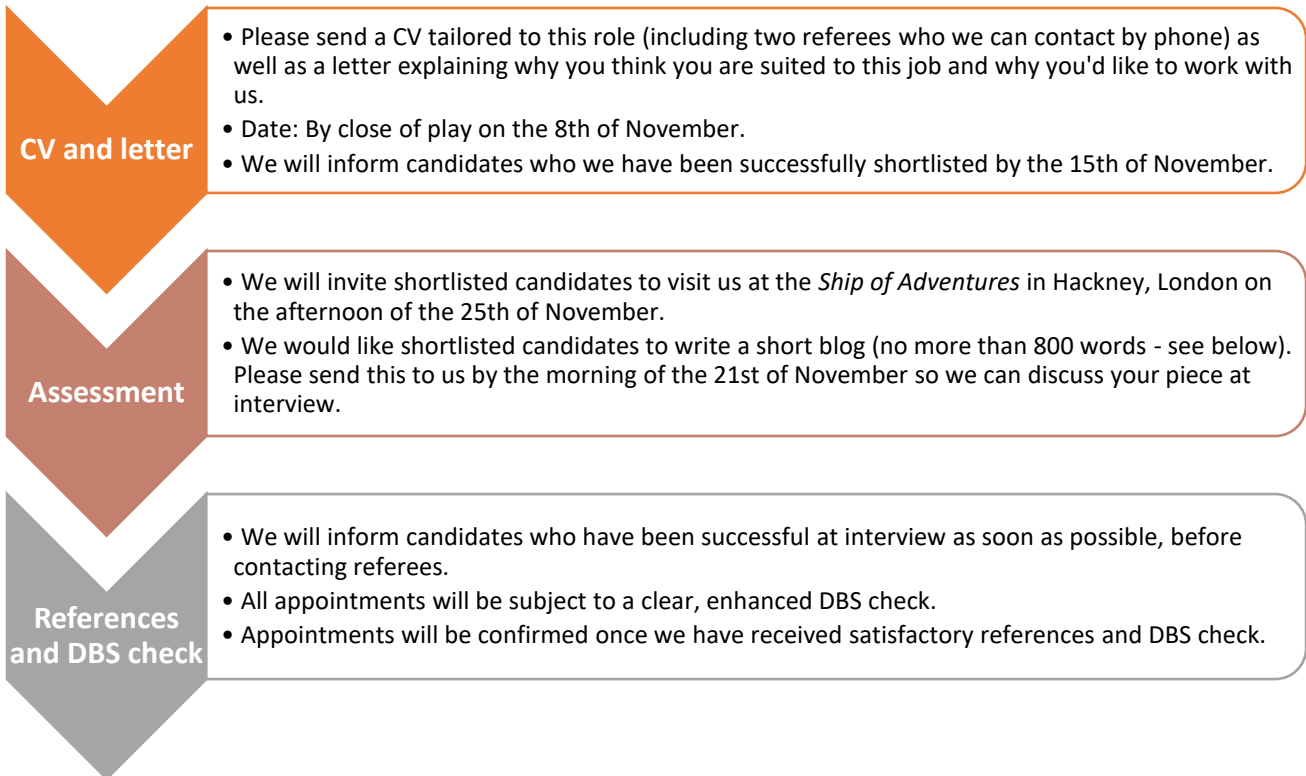 CV and letter
• Please send a CV tailored to this role (including two referees who we can contact by phone) as
well as a letter explaining why you think you are suited to this job and why you'd like to work with
us.
• Date: By close of play on the 8th of November.
• We will inform candidates who we have been successfully shortlisted by the 15th of November.
Assessment
• We will invite shortlisted candidates to visit us at the Ship of Adventures in Hackney, London on
the afternoon of the 25th of November.
• We would like shortlisted candidates to write a short blog (no more than 800 words - see below).
Please send this to us by the morning of the 21st of November so we can discuss your piece at
interview.
References
and DBS check
• We will inform candidates who have been successful at interview as soon as possible, before
contacting referees.
• All appointments will be subject to a clear, enhanced DBS check.
• Appointments will be confirmed once we have received satisfactory references and DBS check.